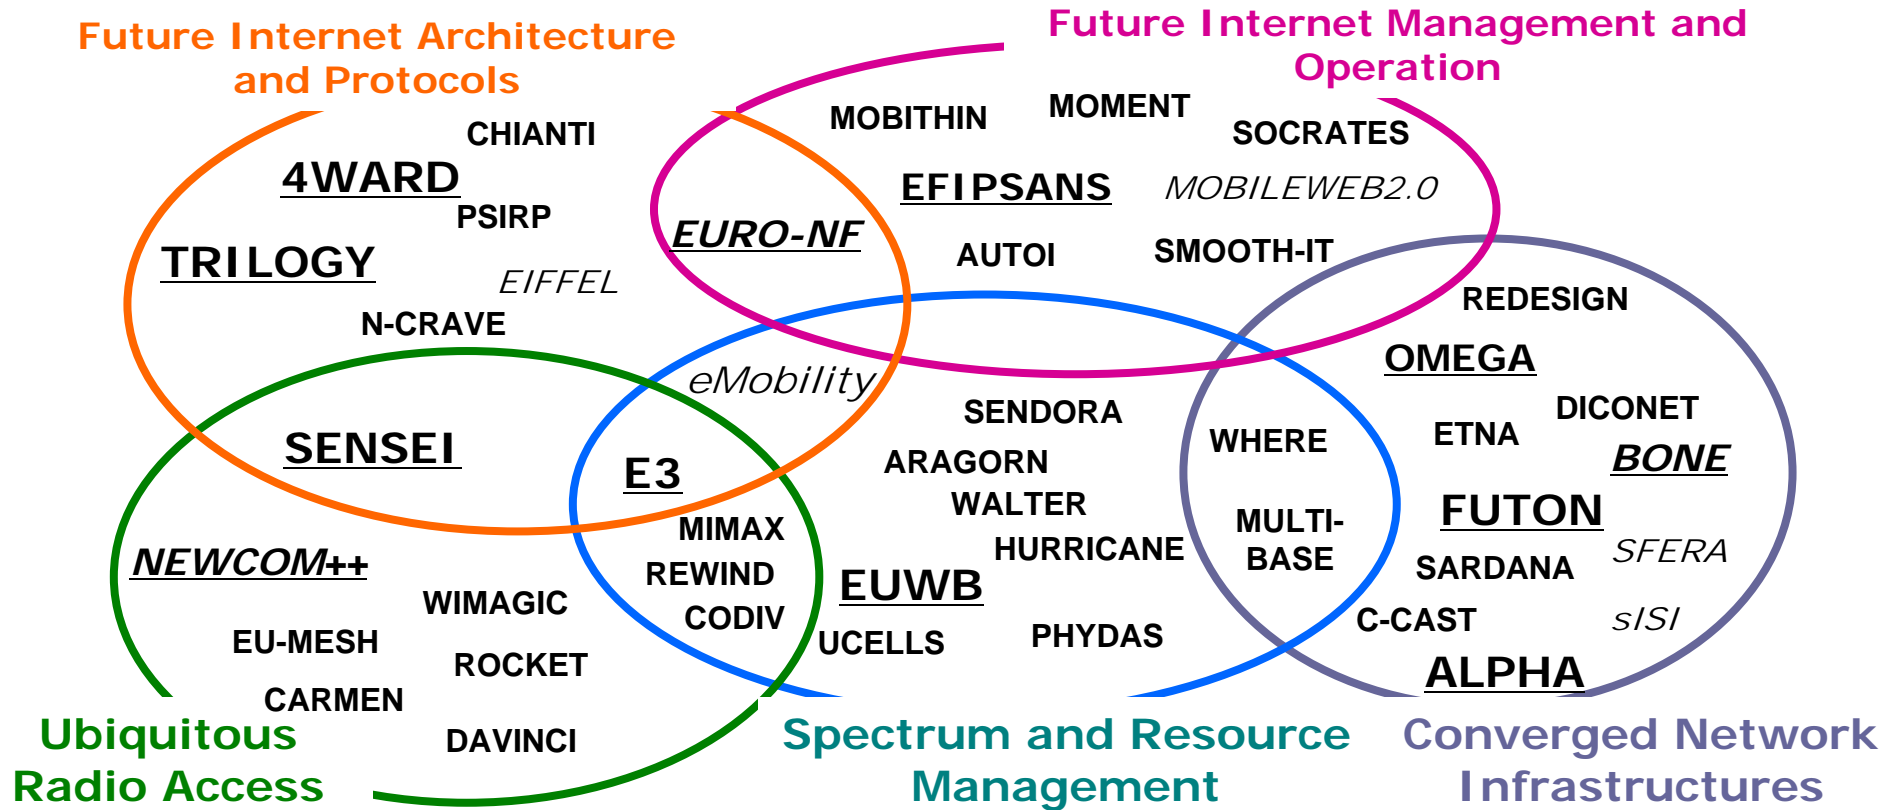 Future Internet Architecture
and Protocols
Future Internet Management and
Operation
CHIANTI
4WARD
PSIRP
TRILOGY
EIFFEL
N-CRAVE
EURO-NF
MOBITHIN
MOMENT
SOCRATES
EFIPSANS
MOBILEWEB2.0
AUTOI
SMOOTH-IT
eMobility
SENSEI
E3
MIMAX
REWIND
CODIV
NEWCOM++
WIMAGIC
EU-MESH
ROCKET
CARMEN
DAVINCI
SENDORA
ARAGORN
WALTER
HURRICANE
EUWB
UCELLS
PHYDAS
WHERE
MULTI-
BASE
REDESIGN
OMEGA
DICONET
ETNA
BONE
FUTON
SFERA
SARDANA
C-CAST
sISI
ALPHA
Ubiquitous
Radio Access
Spectrum and Resource
Management
Converged Network
Infrastructures